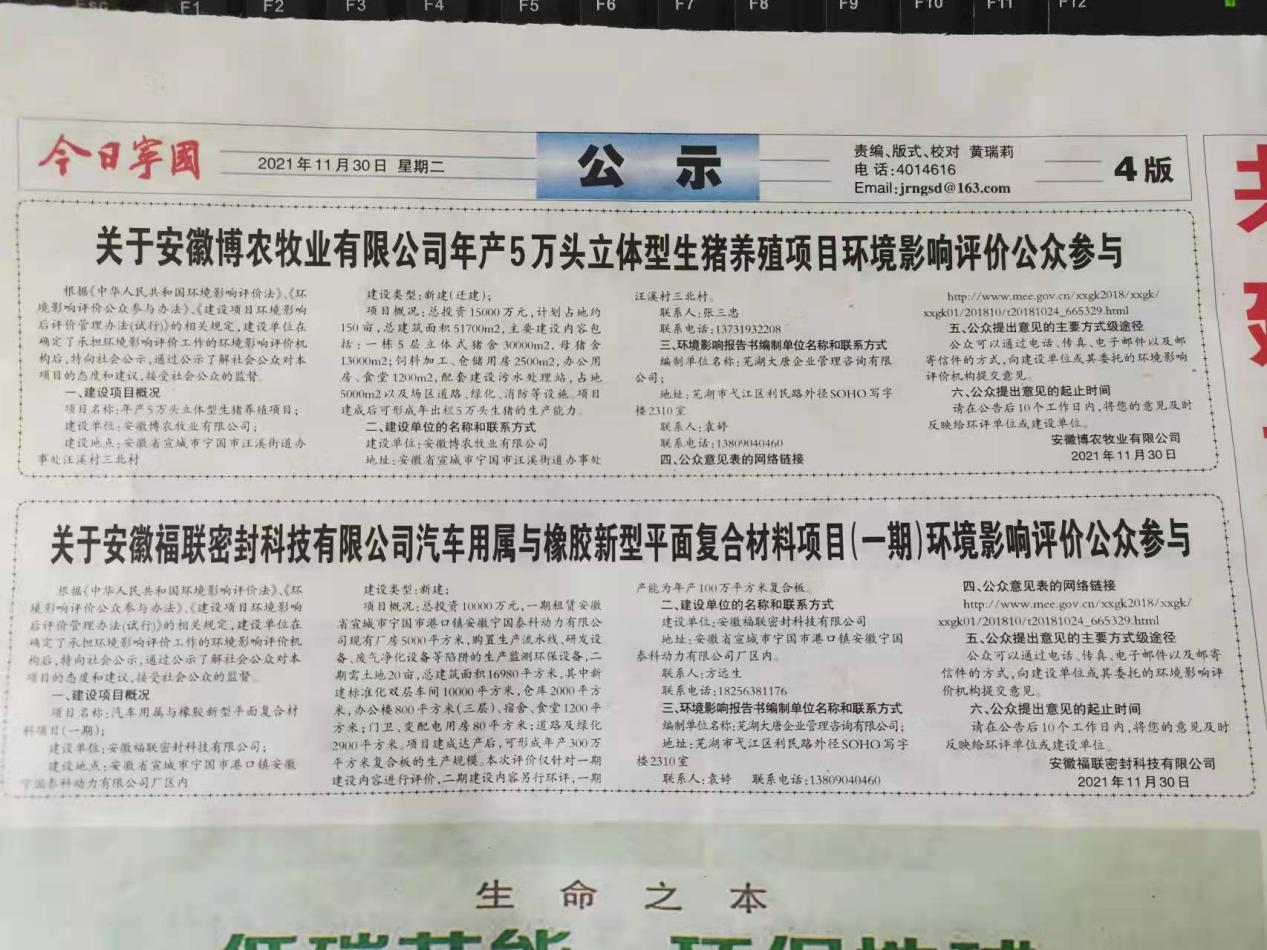 F1 F2 F3 F4 F5 F6 F7 F8 F9 F10 F11 F12
今日宁国
2021年11月30日 星期二
公 示
责编、版式、校对 黄瑞莉
电话:4014616
Email:jrngsd@163.com
4版
关于安徽博农牧业有限公司年产5万头立体型生猪养殖项目环境影响评价公众参与
根据《中华人民共和国环境影响评价法》、《环
境影响评价公众参与办法》、《建设项目环境影响
后评价管理办法(试行)》的相关规定,建设单位在
确定了承担环境影响评价工作的环境影响评价机
构后,特向社会公示,通过公示了解社会公众对本
项目的态度和建议,接受社会公众的监督。
一、建设项目概况
项目名称:年产5万头立体型生猪养殖项目;
建设单位:安徽博农牧业有限公司;
建设地点:安徽省宣城市宁国市汪溪街道办
事处汪溪村三北村
建设类型:新建(迁建);
项目概况:总投资15000万元,计划占地约
150亩,总建筑面积51700m2,主要建设内容包
括:一栋5层立体式猪舍30000m2,母猪舍
13000m2;饲料加工、仓储用房2500m2,办公用
房、食堂1200m2,配套建设污水处理站,占地
5000m2以及场区道路、绿化、消防等设施。项目
建成后可形成年出栏5万头生猪的生产能力。
二、建设单位的名称和联系方式
建设单位:安徽博农牧业有限公司
地址:安徽省宣城市宁国市汪溪街道办事处
汪溪村三北村。
联系人:张三忠
联系电话:13731932208
三、环境影响报告书编制单位名称和联系方式
编制单位名称:芜湖大唐企业管理咨询有限
公司;
地址:芜湖市弋江区利民路外径SOHO写字
楼2310室
联系人:袁婷
联系电话:13809040460
四、公众意见表的网络链接
http://www.mee.gov.cn/xxgk2018/xxgk/
xxgk01/201810/t20181024_665329.html
五、公众提出意见的主要方式级途径
公众可以通过电话、传真、电子邮件以及邮
寄信件的方式,向建设单位或其委托的环境影响
评价机构提交意见。
六、公众提出意见的起止时间
请在公告后10个工作日内,将您的意见及时
反映给环评单位或建设单位。
安徽博农牧业有限公司
2021年11月30日
关于安徽福联密封科技有限公司汽车用属与橡胶新型平面复合材料项目(一期)环境影响评价公众参与
根据《中华人民共和国环境影响评价法》、《环
境影响评价公众参与办法》、《建设项目环境影响
后评价管理办法(试行)》的相关规定,建设单位在
确定了承担环境影响评价工作的环境影响评价机
构后,特向社会公示,通过公示了解社会公众对本
项目的态度和建议,接受社会公众的监督。
一、建设项目概况
项目名称:汽车用属与橡胶新型平面复合材
料项目(一期);
建设单位:安徽福联密封科技有限公司;
建设地点:安徽省宣城市宁国市港口镇安徽
宁国泰科动力有限公司厂区内
建设类型:新建;
项目概况:总投资10000万元,一期租赁安徽
省宣城市宁国市港口镇安徽宁国泰科动力有限公
司现有厂房5000平方米,购置生产流水线、研发设
备、废气净化设备等陷阱的生产监测环保设备,二
期需土地20亩,总建筑面积16980平方米,其中新
建标准化双层车间10000平方米,仓库2000平方
米,办公楼800平方米(三层)、宿舍、食堂1200平
方米;门卫、变配电用房80平方米;道路及绿化
2900平方米。项目建成达产后,可形成年产300万
平方米复合板的生产规模。本次评价仅针对一期
建设内容进行评价,二期建设内容另行环评,一期
产能为年产100万平方米复合板。
二、建设单位的名称和联系方式
建设单位:安徽福联密封科技有限公司
地址:安徽省宣城市宁国市港口镇安徽宁国
泰科动力有限公司厂区内。
联系人:方远生
联系电话:18256381176
三、环境影响报告书编制单位名称和联系方式
编制单位名称:芜湖大唐企业管理咨询有限公司;
地址:芜湖市弋江区利民路外径SOHO写字
楼2310室
联系人:袁婷 联系电话:13809040460
四、公众意见表的网络链接
http://www.mee.gov.cn/xxgk2018/xxgk/
xxgk01/201810/t20181024_665329.html
五、公众提出意见的主要方式级途径
公众可以通过电话、传真、电子邮件以及邮寄
信件的方式,向建设单位或其委托的环境影响评
价机构提交意见。
六、公众提出意见的起止时间
请在公告后10个工作日内,将您的意见及时
反映给环评单位或建设单位。
安徽福联密封科技有限公司
2021年11月30日
生 命 之 本